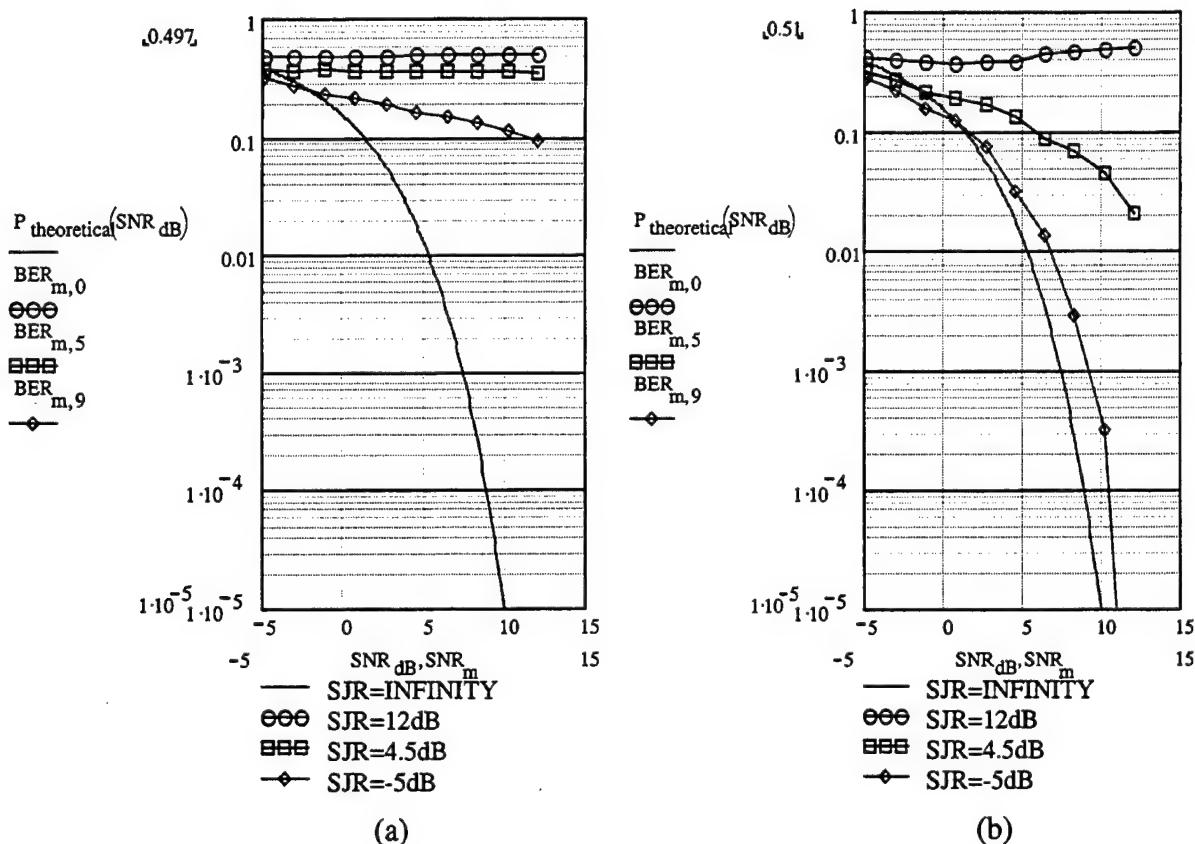 1
⌞0.497⌟
0.1
P theoretical(SNR dB)
0.01
BER m,0
BER m,5
1·10⁻³
BER m,9
1·10⁻⁴
1·10⁻⁵ 1·10⁻⁵
-5 0 5 10 15
-5 SNR dB, SNR m 15
SJR=INFINITY
SJR=12dB
SJR=4.5dB
SJR=-5dB
(a)
1
⌞0.51⌟
0.1
P theoretical(SNR dB)
0.01
BER m,0
BER m,5
1·10⁻³
BER m,9
1·10⁻⁴
1·10⁻⁵ 1·10⁻⁵
-5 0 5 10 15
-5 SNR dB, SNR m 15
SJR=INFINITY
SJR=12dB
SJR=4.5dB
SJR=-5dB
(b)